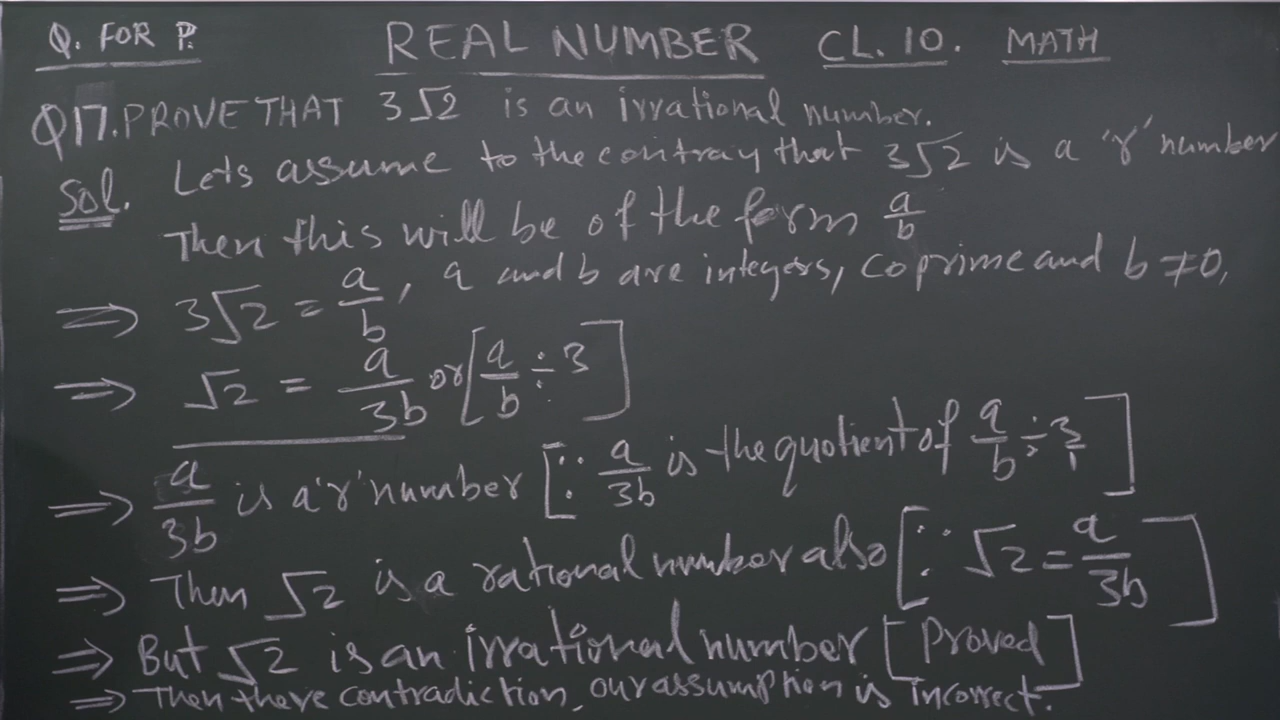 Q. FOR P. REAL NUMBER CL. 10. MATH
Q17. PROVE THAT 3√2 is an irrational number.
Sol. Lets assume to the contray that 3√2 is a 'r' number
Then this will be of the form a/b
⇒ 3√2 = a/b, a and b are integers, coprime and b ≠ 0,
⇒ √2 = a/3b or [a/b ÷ 3]
⇒ a/3b is a 'r' number [∵ a/3b is the quotient of a/b ÷ 3/1]
⇒ Then √2 is a rational number also [∵ √2 = a/3b]
⇒ But √2 is an irrational number [Proved]
⇒ Then there contradiction, our assumption is incorrect.